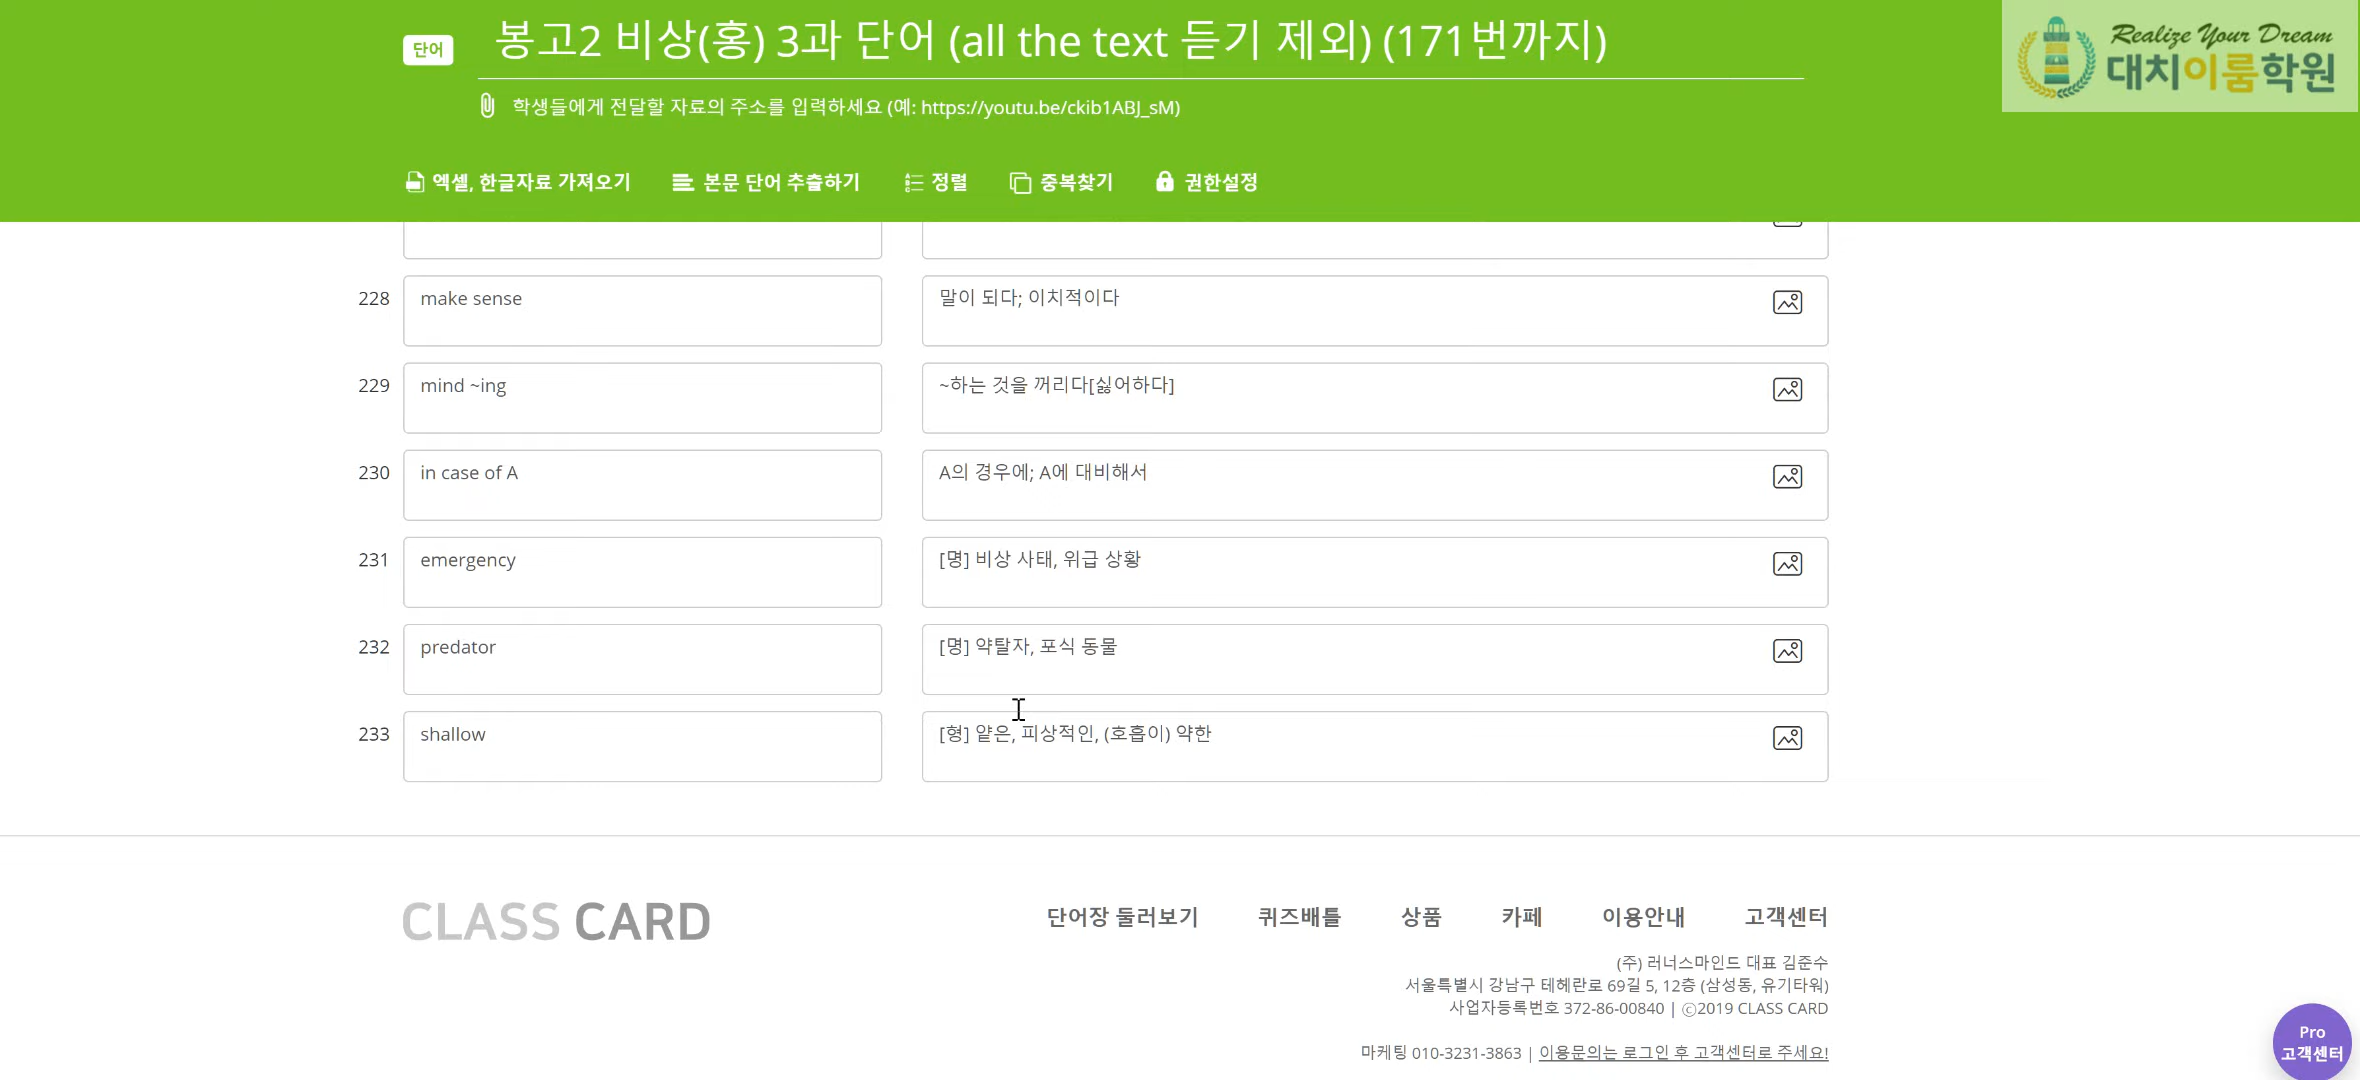 단어
봉고2 비상(홍) 3과 단어 (all the text 듣기 제외) (171번까지)
Realize Your Dream
대치이룸학원
학생들에게 전달할 자료의 주소를 입력하세요 (예: https://youtu.be/ckib1ABJ_sM)
엑셀, 한글자료 가져오기 본문 단어 추출하기 정렬 중복찾기 권한설정
228 make sense 말이 되다; 이치적이다
229 mind ~ing ~하는 것을 꺼리다[싫어하다]
230 in case of A A의 경우에; A에 대비해서
231 emergency [명] 비상 사태, 위급 상황
232 predator [명] 약탈자, 포식 동물
233 shallow [형] 얕은, 피상적인, (호흡이) 약한
CLASS CARD
단어장 둘러보기 퀴즈배틀 상품 카페 이용안내 고객센터
(주) 러너스마인드 대표 김준수
서울특별시 강남구 테헤란로 69길 5, 12층 (삼성동, 유기타워)
사업자등록번호 372-86-00840 | ⓒ2019 CLASS CARD
마케팅 010-3231-3863 | 이용문의는 로그인 후 고객센터로 주세요!
Pro
고객센터